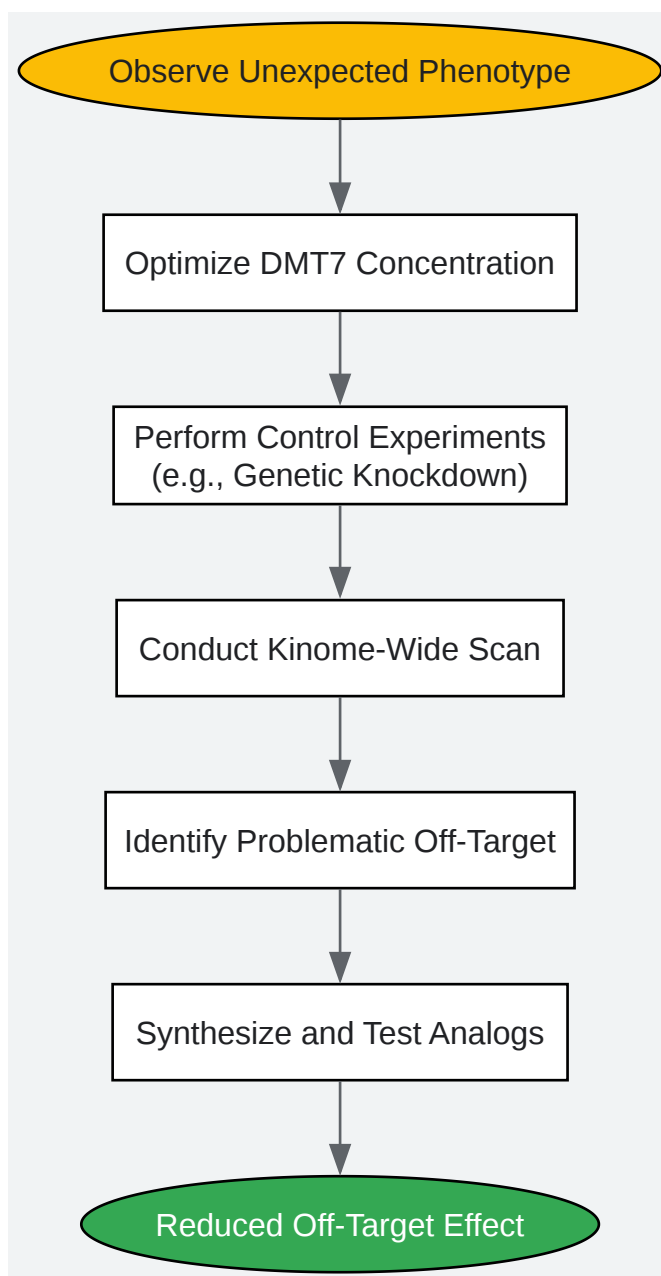 Observe Unexpected Phenotype
Optimize DMT7 Concentration
Perform Control Experiments
(e.g., Genetic Knockdown)
Conduct Kinome-Wide Scan
Identify Problematic Off-Target
Synthesize and Test Analogs
Reduced Off-Target Effect